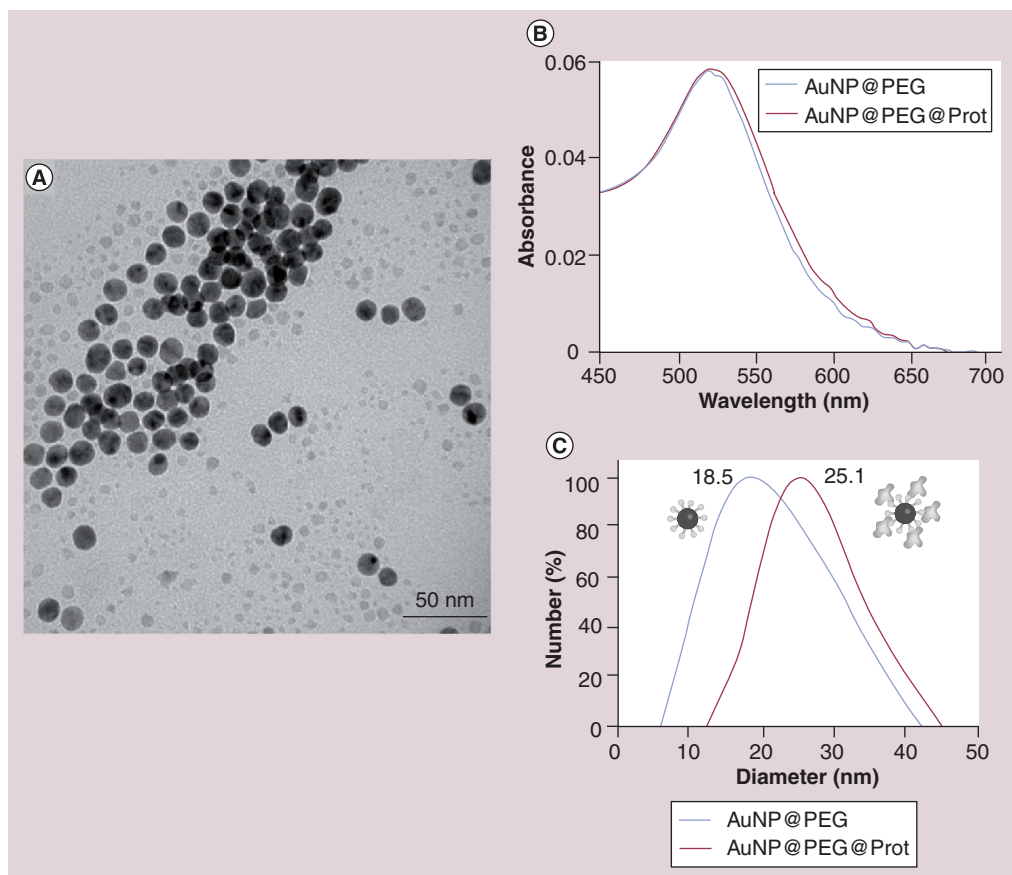 A
50 nm
B
0.06
0.04
0.02
0
Absorbance
450 500 550 600 650 700
Wavelength (nm)
AuNP@PEG
AuNP@PEG@Prot
C
100
80
60
40
20
0
Number (%)
18.5 25.1
0 10 20 30 40 50
Diameter (nm)
AuNP@PEG
AuNP@PEG@Prot